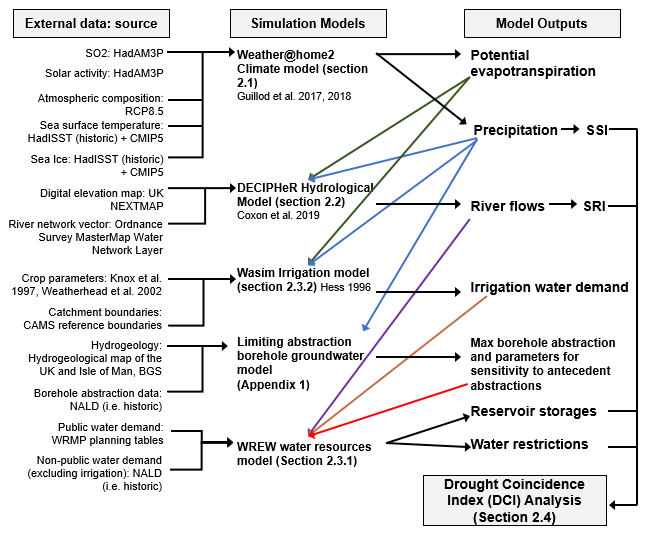 External data: source
Simulation Models
Model Outputs
SO2: HadAM3P
Solar activity: HadAM3P
Atmospheric composition:
RCP8.5
Sea surface temperature:
HadISST (historic) + CMIP5
Sea Ice: HadISST (historic)
+ CMIP5
Digital elevation map: UK
NEXTMAP
River network vector: Ordnance
Survey MasterMap Water
Network Layer
Crop parameters: Knox et al.
1997, Weatherhead et al. 2002
Catchment boundaries:
CAMS reference boundaries
Hydrogeology:
Hydrogeological map of the
UK and Isle of Man, BGS
Borehole abstraction data:
NALD (i.e. historic)
Public water demand:
WRMP planning tables
Non-public water demand
(excluding irrigation): NALD
(i.e. historic)
Weather@home2
Climate model (section
2.1)
Guillod et al. 2017, 2018
DECIPHeR Hydrological
Model (section 2.2)
Coxon et al. 2019
Wasim Irrigation model
(section 2.3.2) Hess 1996
Limiting abstraction
borehole groundwater
model
(Appendix 1)
WREW water resources
model (Section 2.3.1)
Potential
evapotranspiration
Precipitation
SSI
River flows
SRI
Irrigation water demand
Max borehole abstraction
and parameters for
sensitivity to antecedent
abstractions
Reservoir storages
Water restrictions
Drought Coincidence
Index (DCI) Analysis
(Section 2.4)